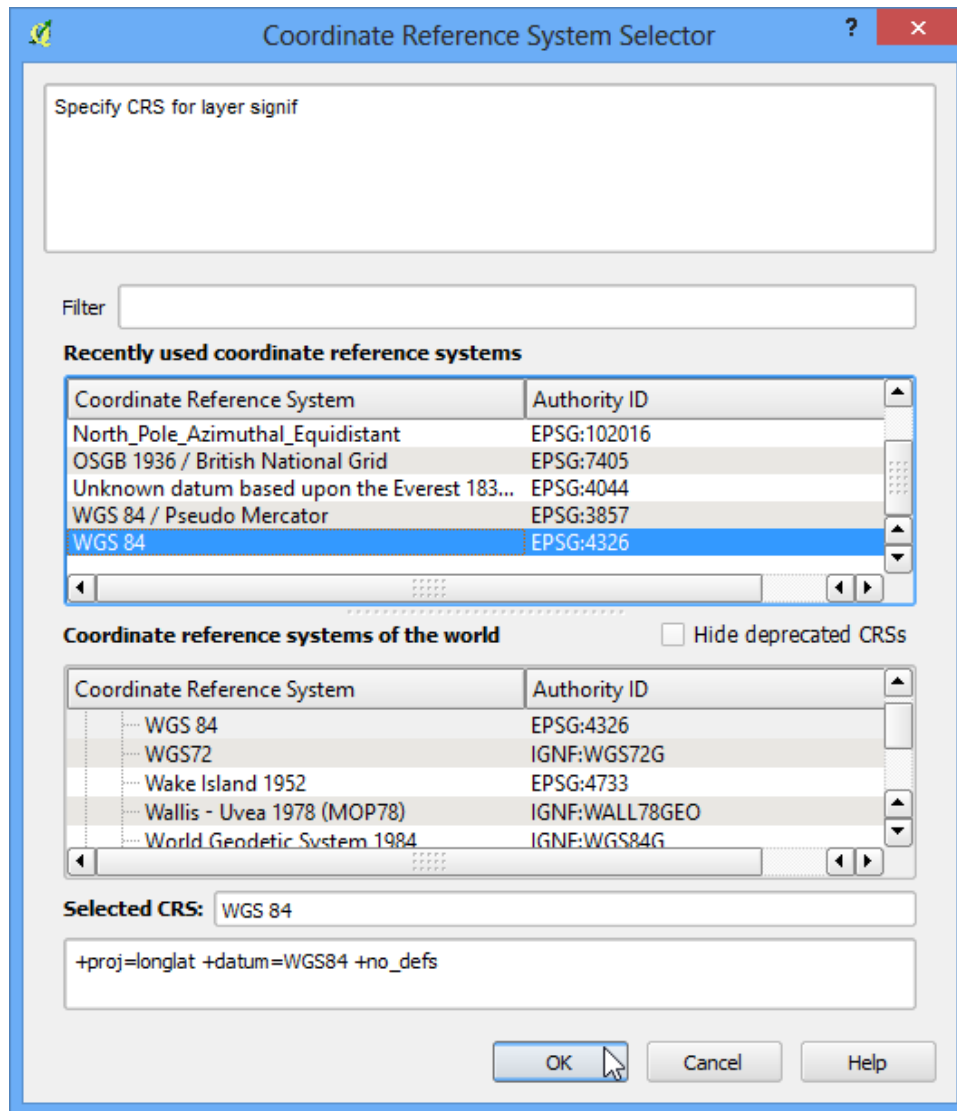 Coordinate Reference System Selector ? ×
Specify CRS for layer signif
Filter
Recently used coordinate reference systems
Coordinate Reference System Authority ID
North_Pole_Azimuthal_Equidistant EPSG:102016
OSGB 1936 / British National Grid EPSG:7405
Unknown datum based upon the Everest 183... EPSG:4044
WGS 84 / Pseudo Mercator EPSG:3857
WGS 84 EPSG:4326
Coordinate reference systems of the world Hide deprecated CRSs
Coordinate Reference System Authority ID
WGS 84 EPSG:4326
WGS72 IGNF:WGS72G
Wake Island 1952 EPSG:4733
Wallis - Uvea 1978 (MOP78) IGNF:WALL78GEO
World Geodetic System 1984 IGNF:WGS84G
Selected CRS: WGS 84
+proj=longlat +datum=WGS84 +no_defs
OK Cancel Help